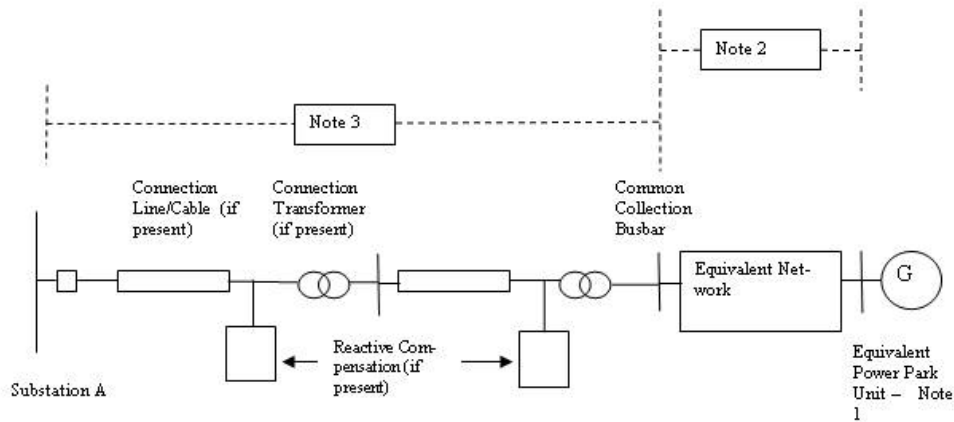 Note 2
Note 3
Connection
Line/Cable (if
present)
Connection
Transformer
(if present)
Common
Collection
Busbar
Equivalent Net-
work
G
Reactive Com-
pensation (if
present)
Substation A
Equivalent
Power Park
Unit – Note
1